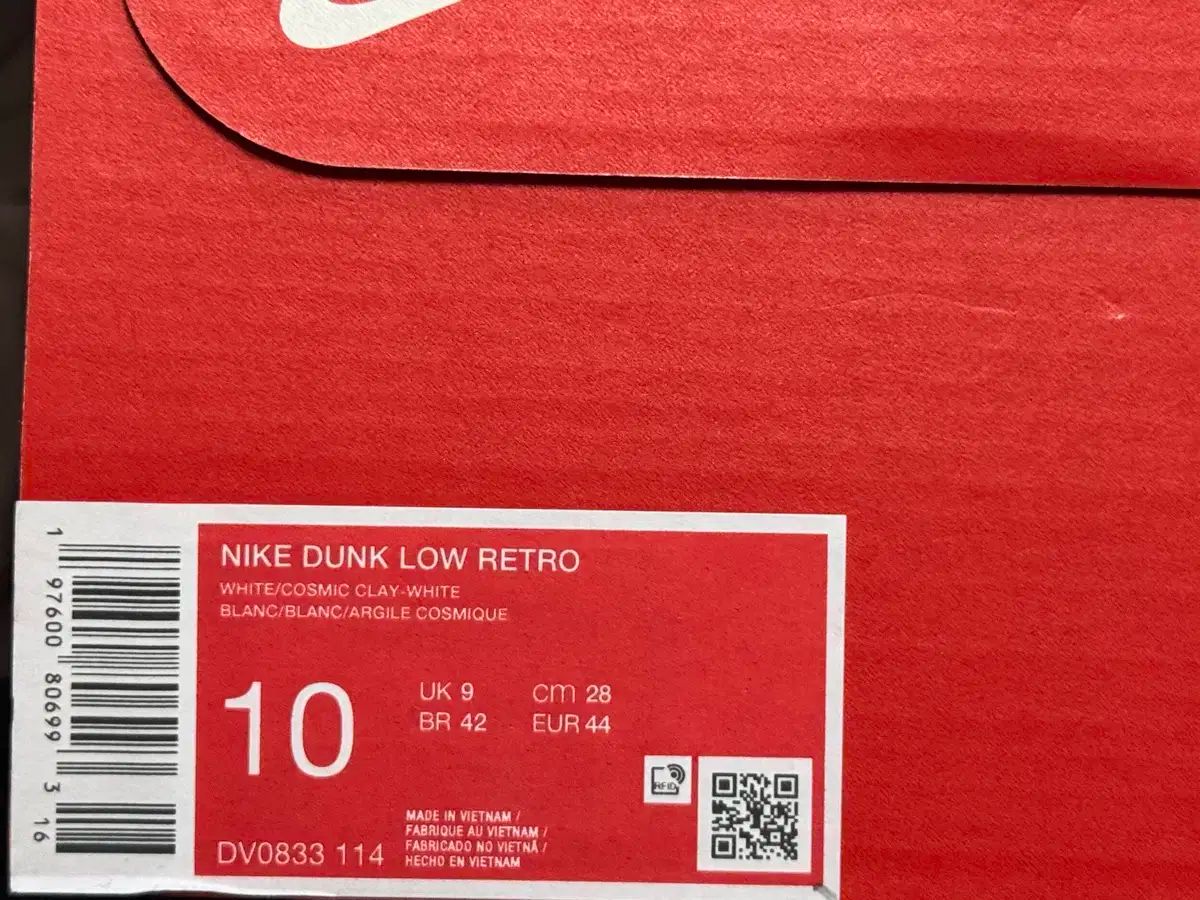 NIKE DUNK LOW RETRO
WHITE/COSMIC CLAY-WHITE
BLANC/BLANC/ARGILE COSMIQUE
10
UK 9
cm 28
BR 42
EUR 44
RFID
MADE IN VIETNAM /
FABRIQUE AU VIETNAM /
FABRICADO NO VIETNÃ /
HECHO EN VIETNAM
DV0833 114
1 97600 80699 3 16